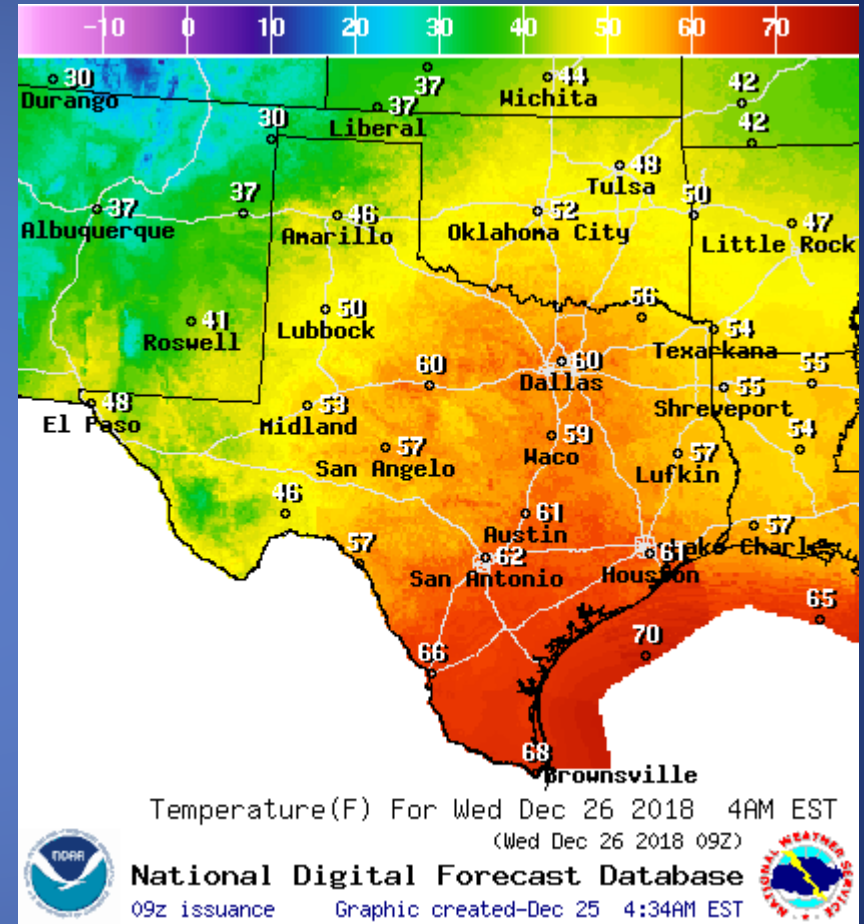 -10 0 10 20 30 40 50 60 70
30
Durango
37
37
Liberal
44
Wichita
42
42
30
48
Tulsa
37
Albuquerque
37
46
Amarillo
52
Oklahoma City
50
47
Little Rock
41
Roswell
50
Lubbock
56
54
Texarkana
60
60
Dallas
55
Shreveport
55
48
El Paso
53
Midland
57
San Angelo
59
Waco
57
Lufkin
54
46
61
Austin
57
Lake Charles
57
62
San Antonio
61
Houston
65
66
70
68
Brownsville
Temperature(F) For Wed Dec 26 2018 4AM EST
(Wed Dec 26 2018 09Z)
NOAA
NATIONAL WEATHER SERVICE
National Digital Forecast Database
09z issuance Graphic created-Dec 25 4:34AM EST